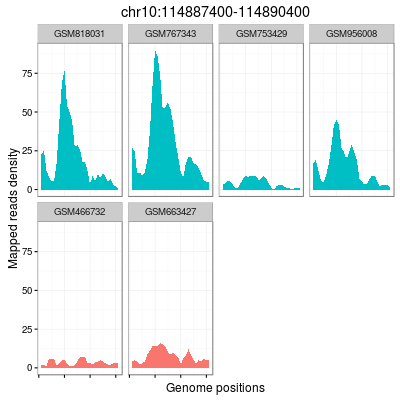 chr10:114887400-114890400
GSM818031 GSM767343 GSM753429 GSM956008
75
50
25
0
GSM466732 GSM663427
75
50
25
0
Mapped reads density
Genome positions